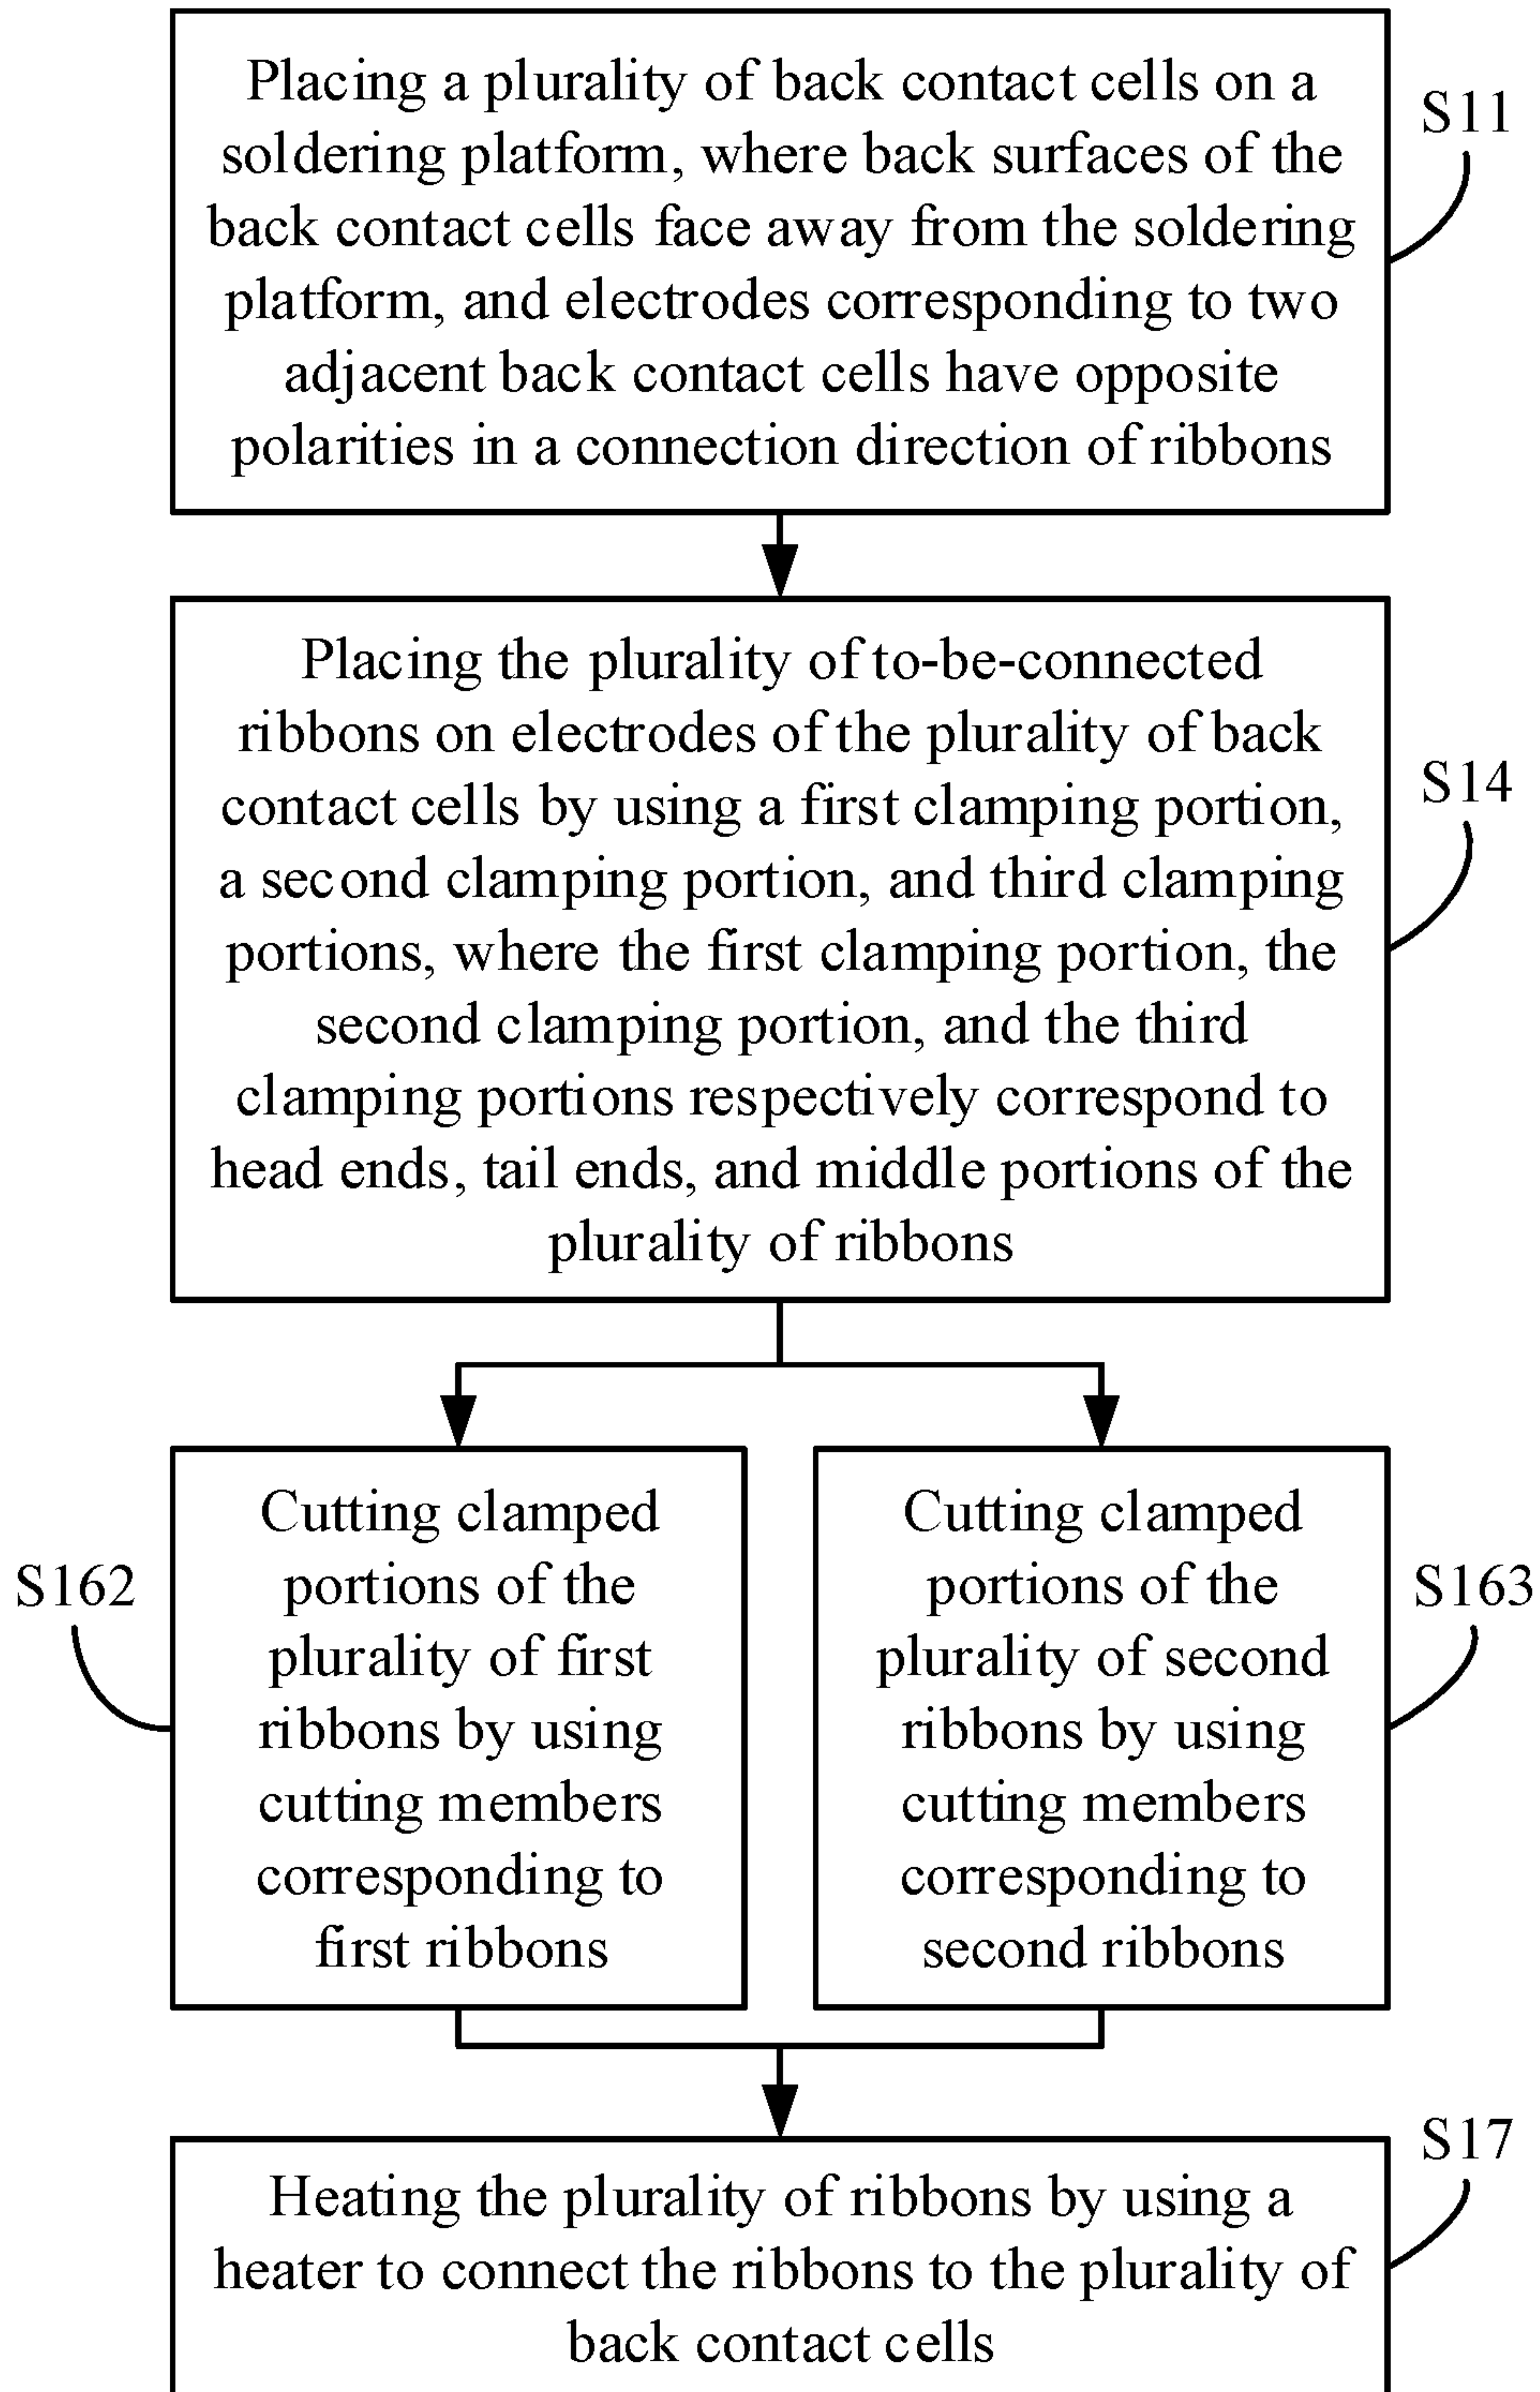 Placing a plurality of back contact cells on a
soldering platform, where back surfaces of the
back contact cells face away from the soldering
platform, and electrodes corresponding to two
adjacent back contact cells have opposite
polarities in a connection direction of ribbons
S11
Placing the plurality of to-be-connected
ribbons on electrodes of the plurality of back
contact cells by using a first clamping portion,
a second clamping portion, and third clamping
portions, where the first clamping portion, the
second clamping portion, and the third
clamping portions respectively correspond to
head ends, tail ends, and middle portions of the
plurality of ribbons
S14
S162
Cutting clamped
portions of the
plurality of first
ribbons by using
cutting members
corresponding to
first ribbons
Cutting clamped
portions of the
plurality of second
ribbons by using
cutting members
corresponding to
second ribbons
S163
Heating the plurality of ribbons by using a
heater to connect the ribbons to the plurality of
back contact cells
S17